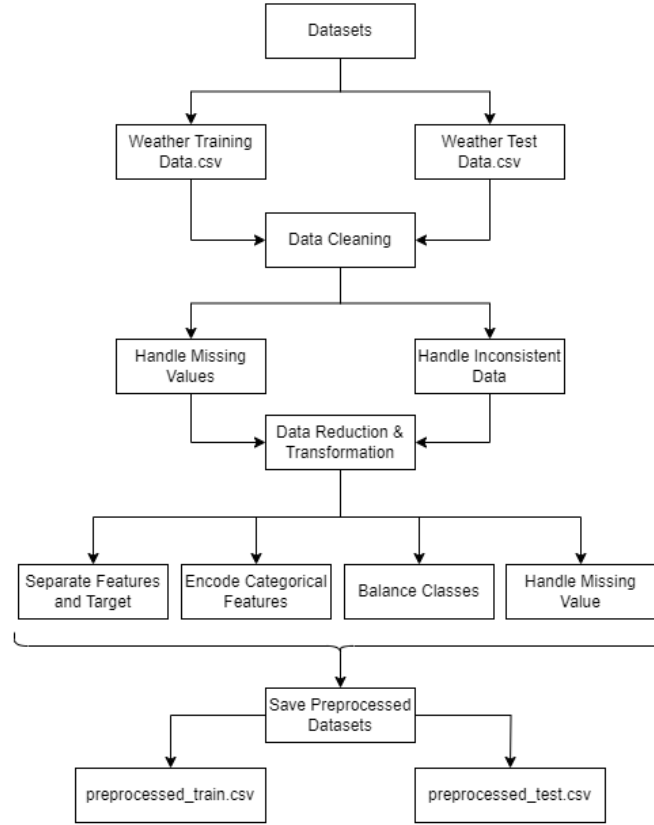 Datasets
Weather Training
Data.csv
Weather Test
Data.csv
Data Cleaning
Handle Missing
Values
Handle Inconsistent
Data
Data Reduction &
Transformation
Separate Features
and Target
Encode Categorical
Features
Balance Classes
Handle Missing
Value
Save Preprocessed
Datasets
preprocessed_train.csv
preprocessed_test.csv